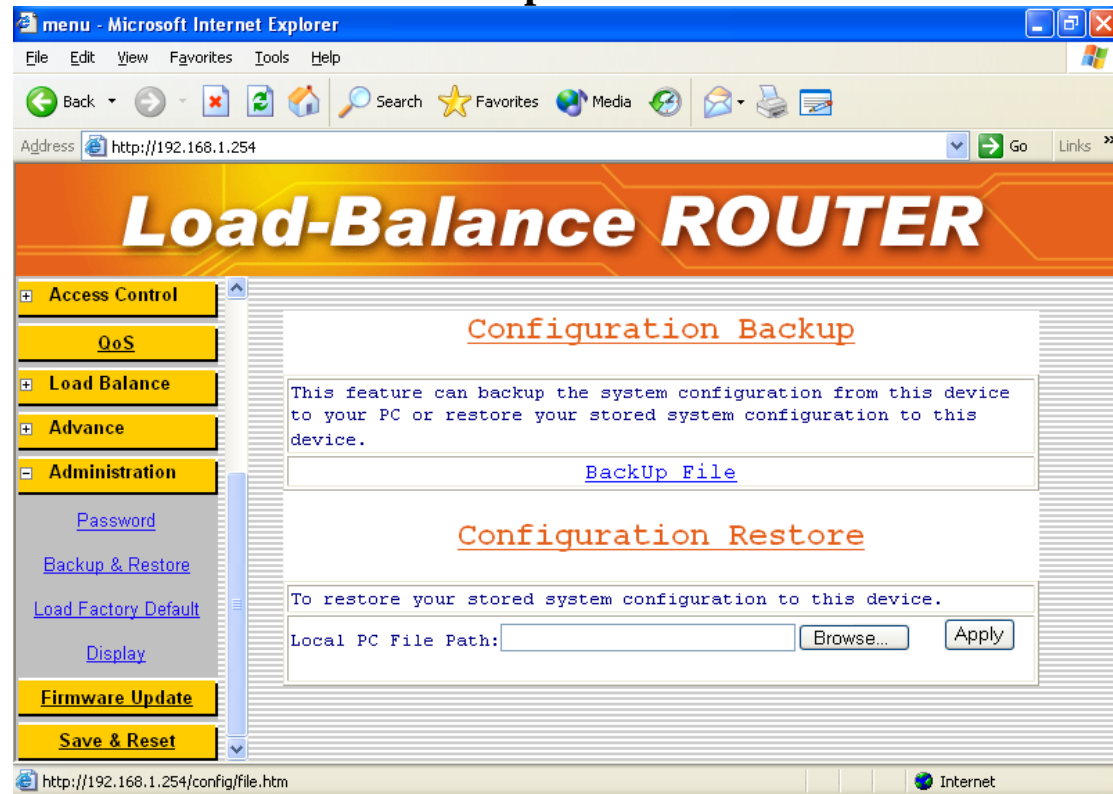 menu - Microsoft Internet Explorer
File Edit View Favorites Tools Help
Back Search Favorites Media
Address http://192.168.1.254 Go Links »
Load-Balance ROUTER
Access Control
QoS
Load Balance
Advance
Administration
Password
Backup & Restore
Load Factory Default
Display
Firmware Update
Save & Reset
Configuration Backup
This feature can backup the system configuration from this device
to your PC or restore your stored system configuration to this
device.
BackUp File
Configuration Restore
To restore your stored system configuration to this device.
Local PC File Path: Browse... Apply
http://192.168.1.254/config/file.htm Internet